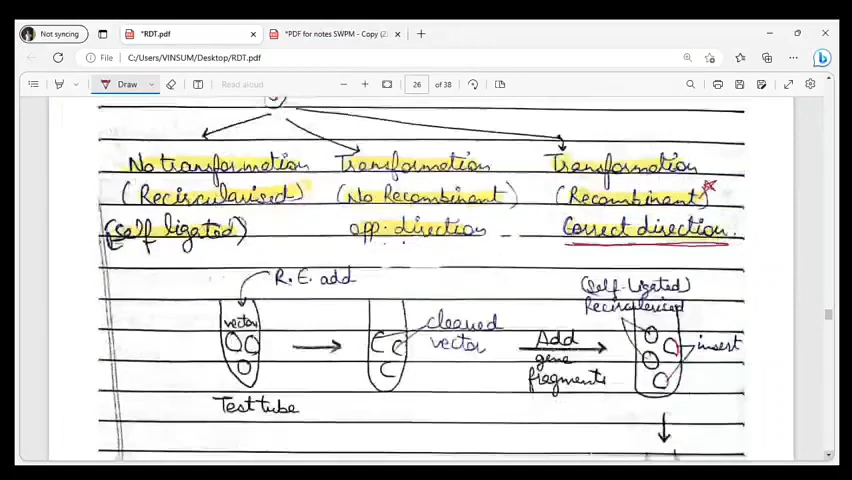 Not syncing
*RDT.pdf
*PDF for notes SWPM - Copy (2)
File
C:/Users/VINSUM/Desktop/RDT.pdf
Draw
Read aloud
26 of 38
No transformation Transformation Transformation
(Recircularised) (No Recombinant) (Recombinant)
(Self ligated) opp. direction Correct direction.
R.E. add
(Self-Ligated)
Recircularised
vector
cleaved
vector
Add
gene
fragments
insert
Test tube